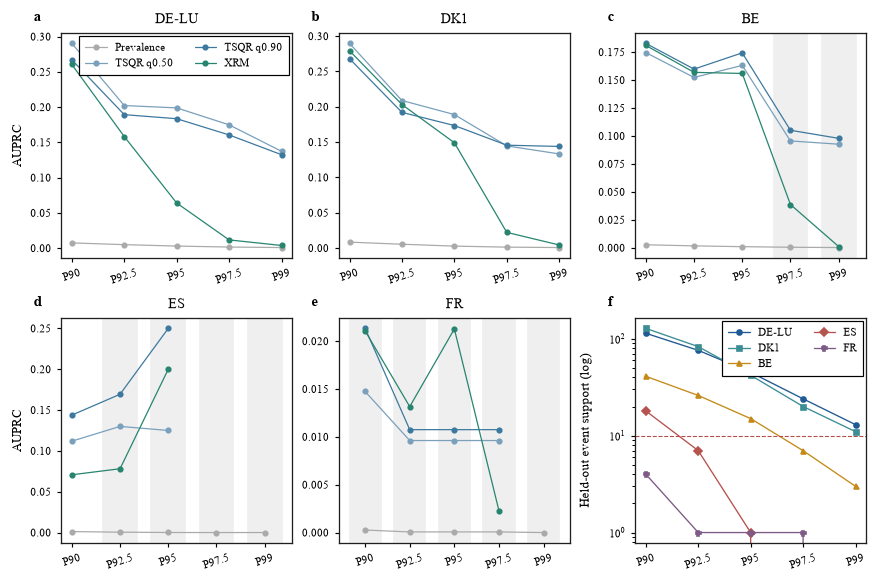 a DE-LU
b DK1
c BE
AUPRC
0.30
0.25
0.20
0.15
0.10
0.05
0.00
Prevalence
TSQR q0.50
TSQR q0.90
XRM
P90 P92.5 P95 P97.5 P99
0.30
0.25
0.20
0.15
0.10
0.05
0.00
P90 P92.5 P95 P97.5 P99
0.175
0.150
0.125
0.100
0.075
0.050
0.025
0.000
P90 P92.5 P95 P97.5 P99
d ES
e FR
f
AUPRC
0.25
0.20
0.15
0.10
0.05
0.00
P90 P92.5 P95 P97.5 P99
0.020
0.015
0.010
0.005
0.000
P90 P92.5 P95 P97.5 P99
Held-out event support (log)
10²
10¹
10⁰
DE-LU
DK1
BE
ES
FR
P90 P92.5 P95 P97.5 P99